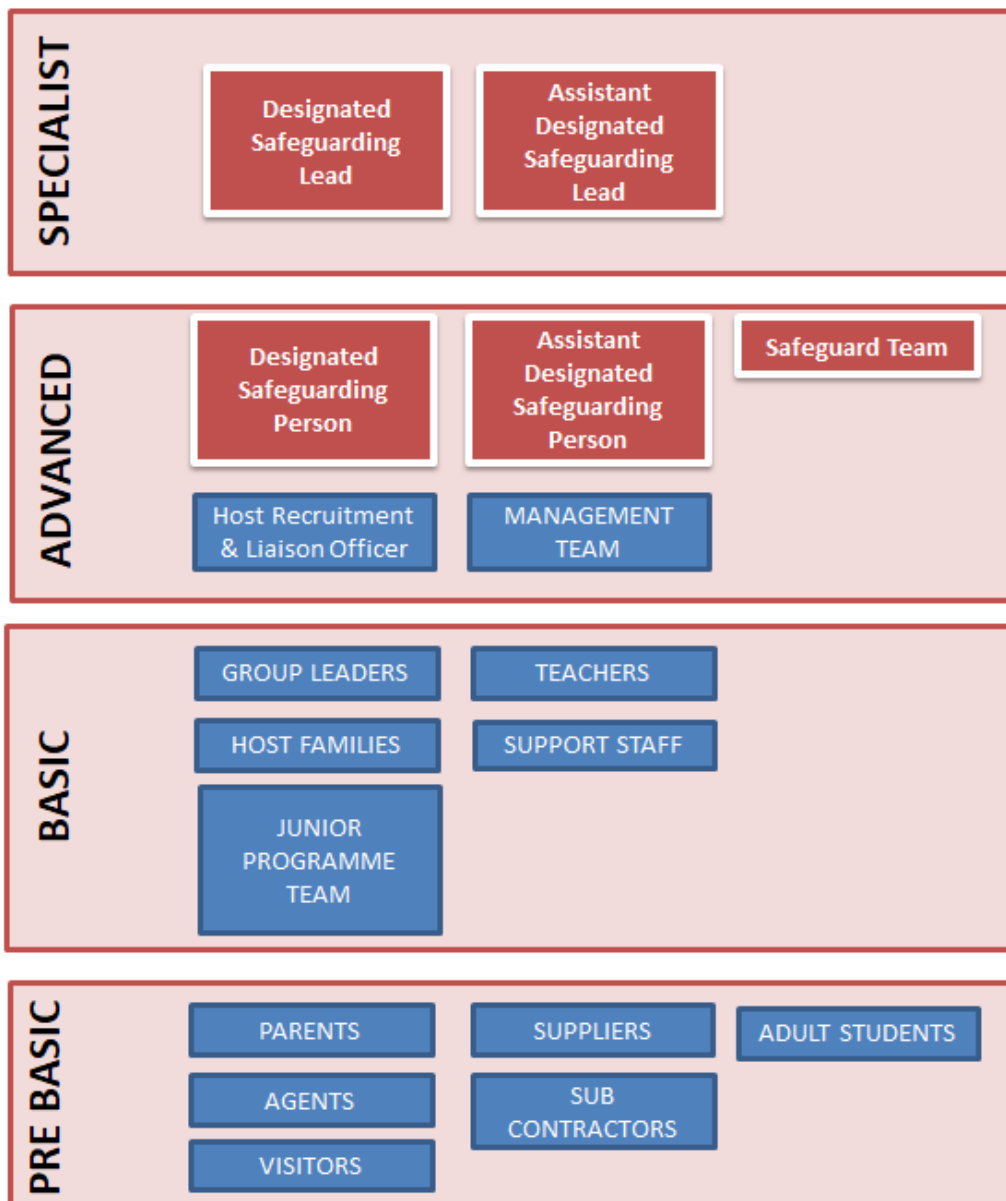 SPECIALIST
Designated
Safeguarding
Lead
Assistant
Designated
Safeguarding
Lead
ADVANCED
Designated
Safeguarding
Person
Assistant
Designated
Safeguarding
Person
Safeguard Team
Host Recruitment
& Liaison Officer
MANAGEMENT
TEAM
BASIC
GROUP LEADERS
TEACHERS
HOST FAMILIES
SUPPORT STAFF
JUNIOR
PROGRAMME
TEAM
PRE BASIC
PARENTS
SUPPLIERS
ADULT STUDENTS
AGENTS
SUB
CONTRACTORS
VISITORS